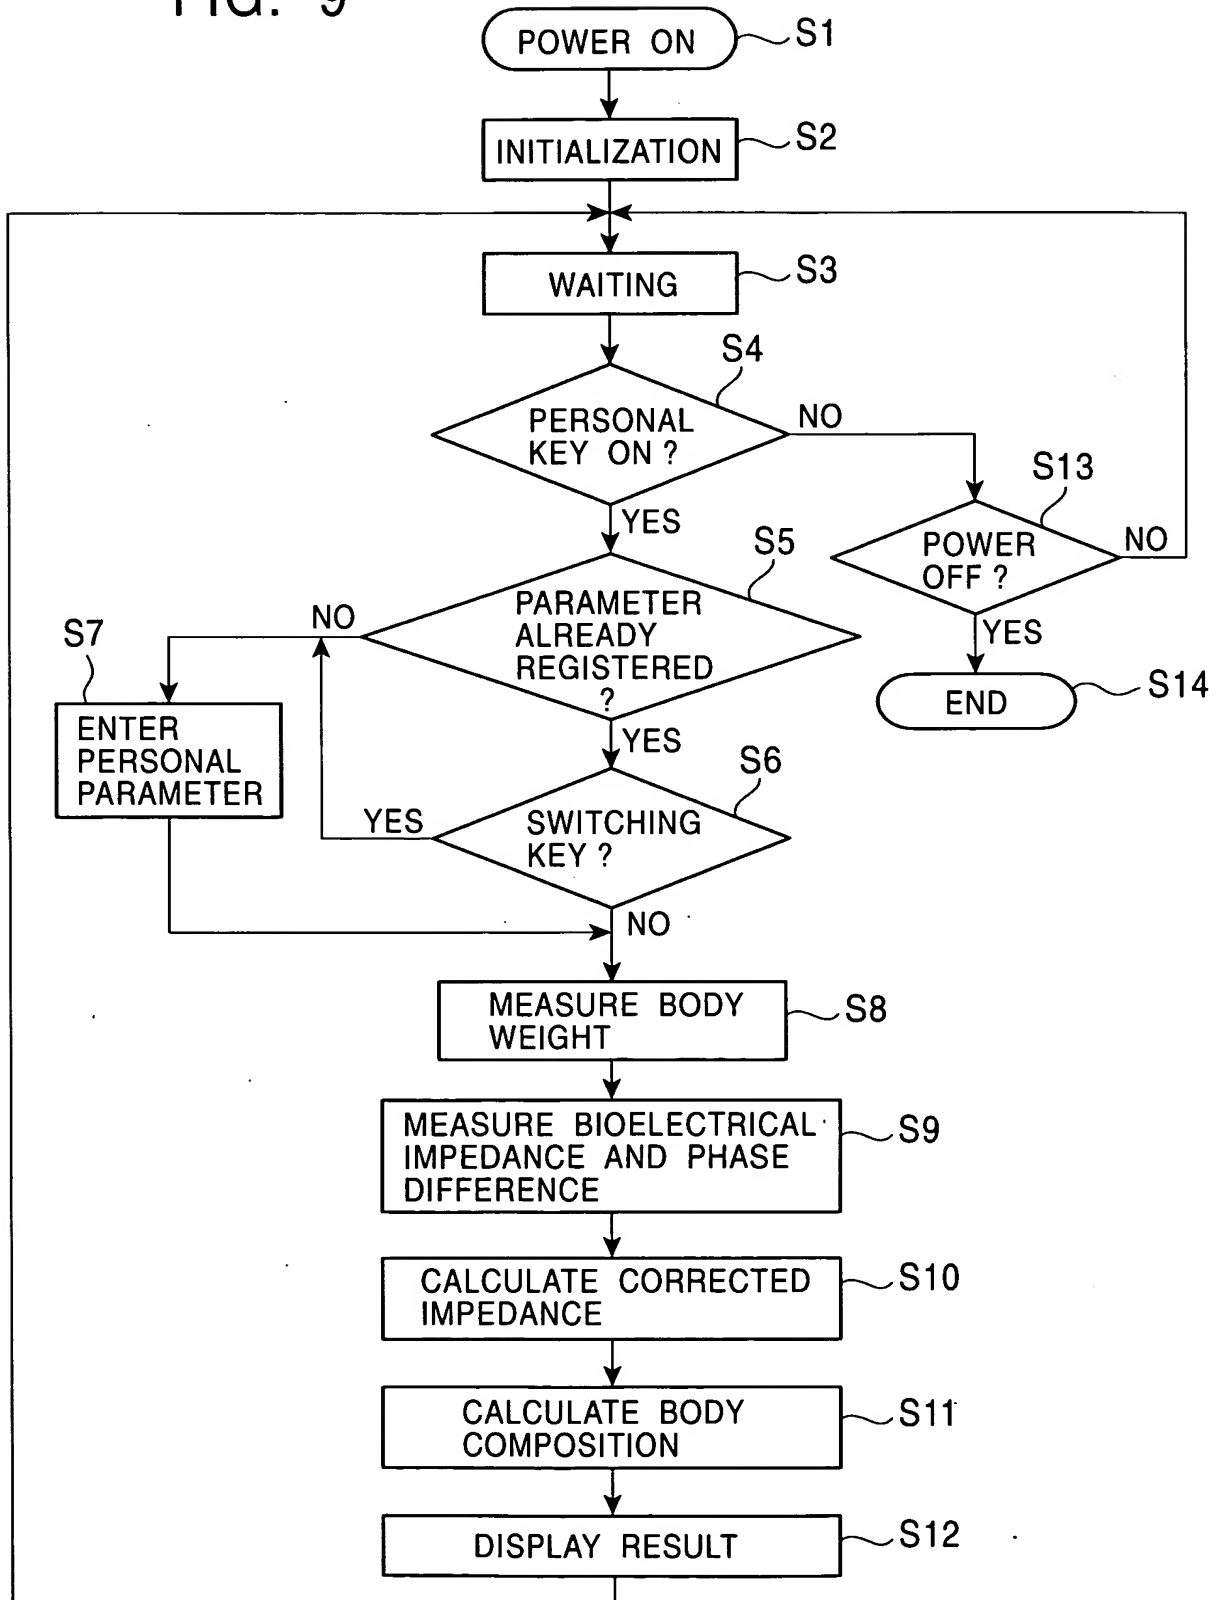 FIG. 9
POWER ON
S1
INITIALIZATION
S2
WAITING
S3
S4
PERSONAL
KEY ON ?
NO
S13
POWER
OFF ?
NO
YES
S5
PARAMETER
ALREADY
REGISTERED
?
NO
YES
END
S14
S7
ENTER
PERSONAL
PARAMETER
YES
S6
SWITCHING
KEY ?
YES
NO
MEASURE BODY
WEIGHT
S8
MEASURE BIOELECTRICAL
IMPEDANCE AND PHASE
DIFFERENCE
S9
CALCULATE CORRECTED
IMPEDANCE
S10
CALCULATE BODY
COMPOSITION
S11
DISPLAY RESULT
S12